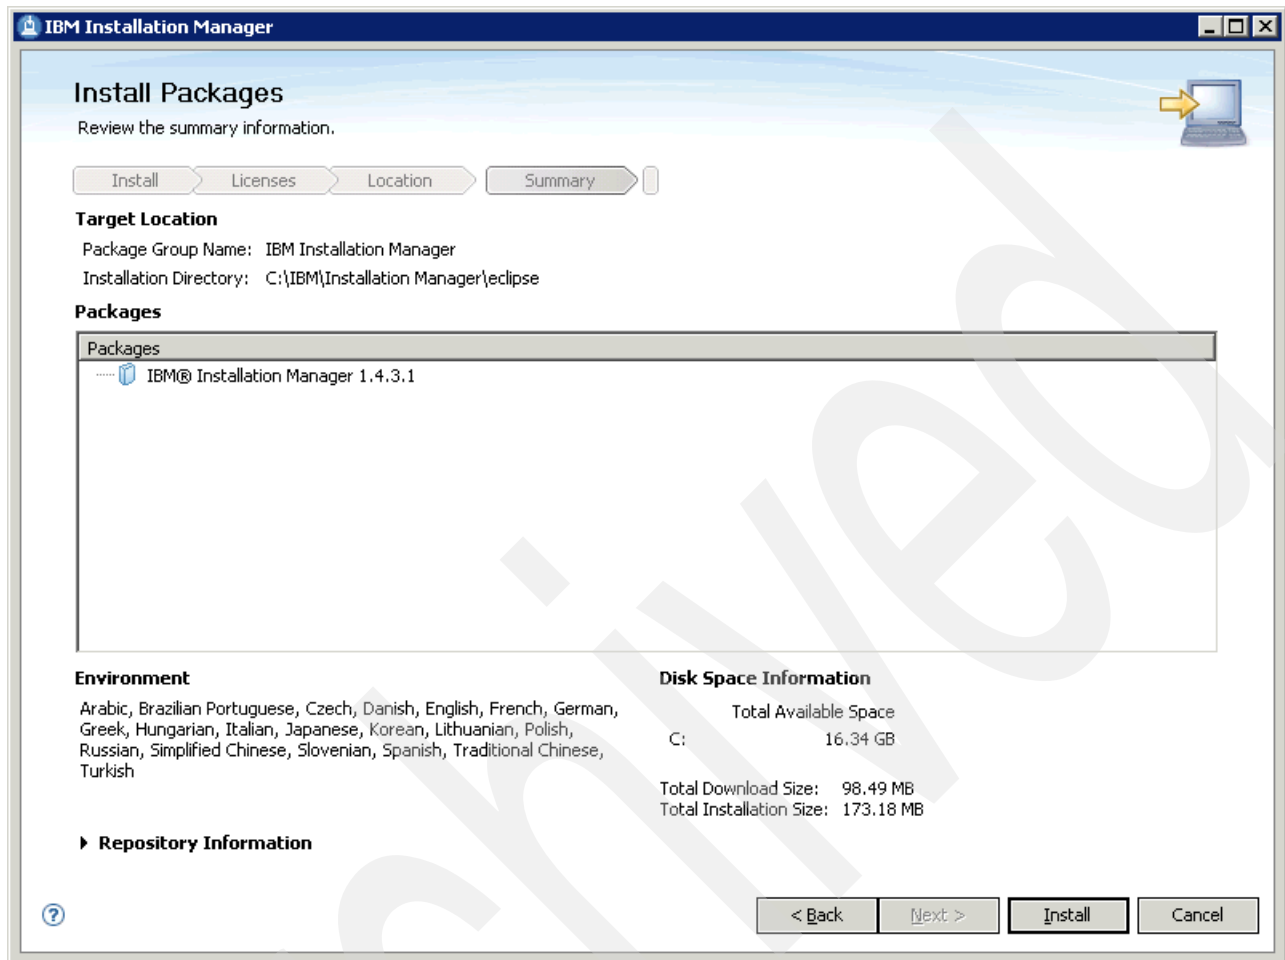 IBM Installation Manager
Install Packages
Review the summary information.
Install Licenses Location Summary
Target Location
Package Group Name: IBM Installation Manager
Installation Directory: C:\IBM\Installation Manager\eclipse
Packages
Packages
IBM® Installation Manager 1.4.3.1
Environment
Arabic, Brazilian Portuguese, Czech, Danish, English, French, German,
Greek, Hungarian, Italian, Japanese, Korean, Lithuanian, Polish,
Russian, Simplified Chinese, Slovenian, Spanish, Traditional Chinese,
Turkish
Disk Space Information
Total Available Space
C: 16.34 GB
Total Download Size: 98.49 MB
Total Installation Size: 173.18 MB
Repository Information
? < Back Next > Install Cancel
hived